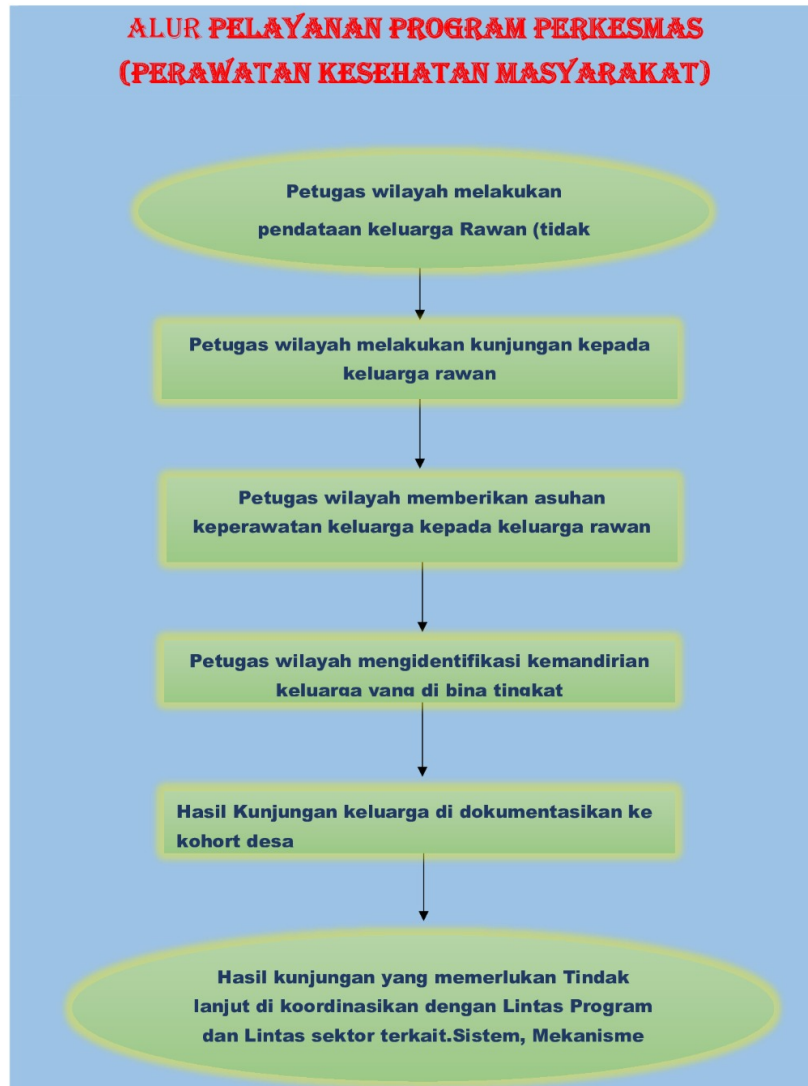 ALUR PELAYANAN PROGRAM PERKESMAS
(PERAWATAN KESEHATAN MASYARAKAT)
Petugas wilayah melakukan
pendataan keluarga Rawan (tidak
Petugas wilayah melakukan kunjungan kepada
keluarga rawan
Petugas wilayah memberikan asuhan
keperawatan keluarga kepada keluarga rawan
Petugas wilayah mengidentifikasi kemandirian
keluarga yang di bina tingkat
Hasil Kunjungan keluarga di dokumentasikan ke
kohort desa
Hasil kunjungan yang memerlukan Tindak
lanjut di koordinasikan dengan Lintas Program
dan Lintas sektor terkait.Sistem, Mekanisme